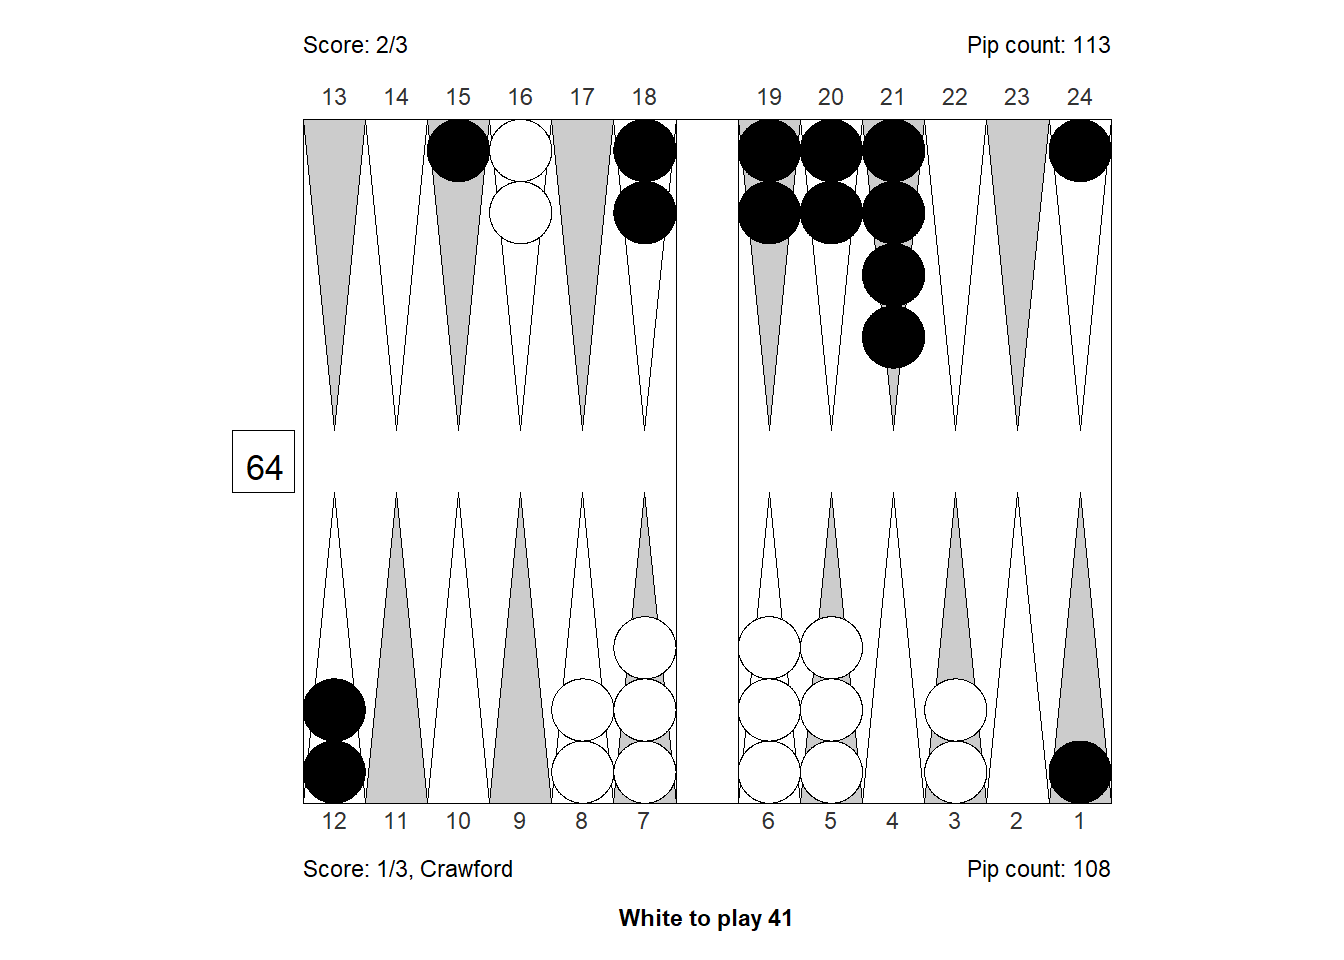 Score: 2/3 Pip count: 113
13 14 15 16 17 18 19 20 21 22 23 24
64
12 11 10 9 8 7 6 5 4 3 2 1
Score: 1/3, Crawford Pip count: 108
White to play 41